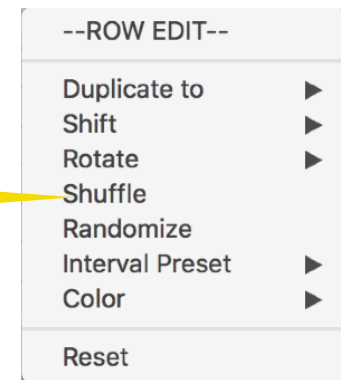 --ROW EDIT--
Duplicate to
Shift
Rotate
Shuffle
Randomize
Interval Preset
Color
Reset